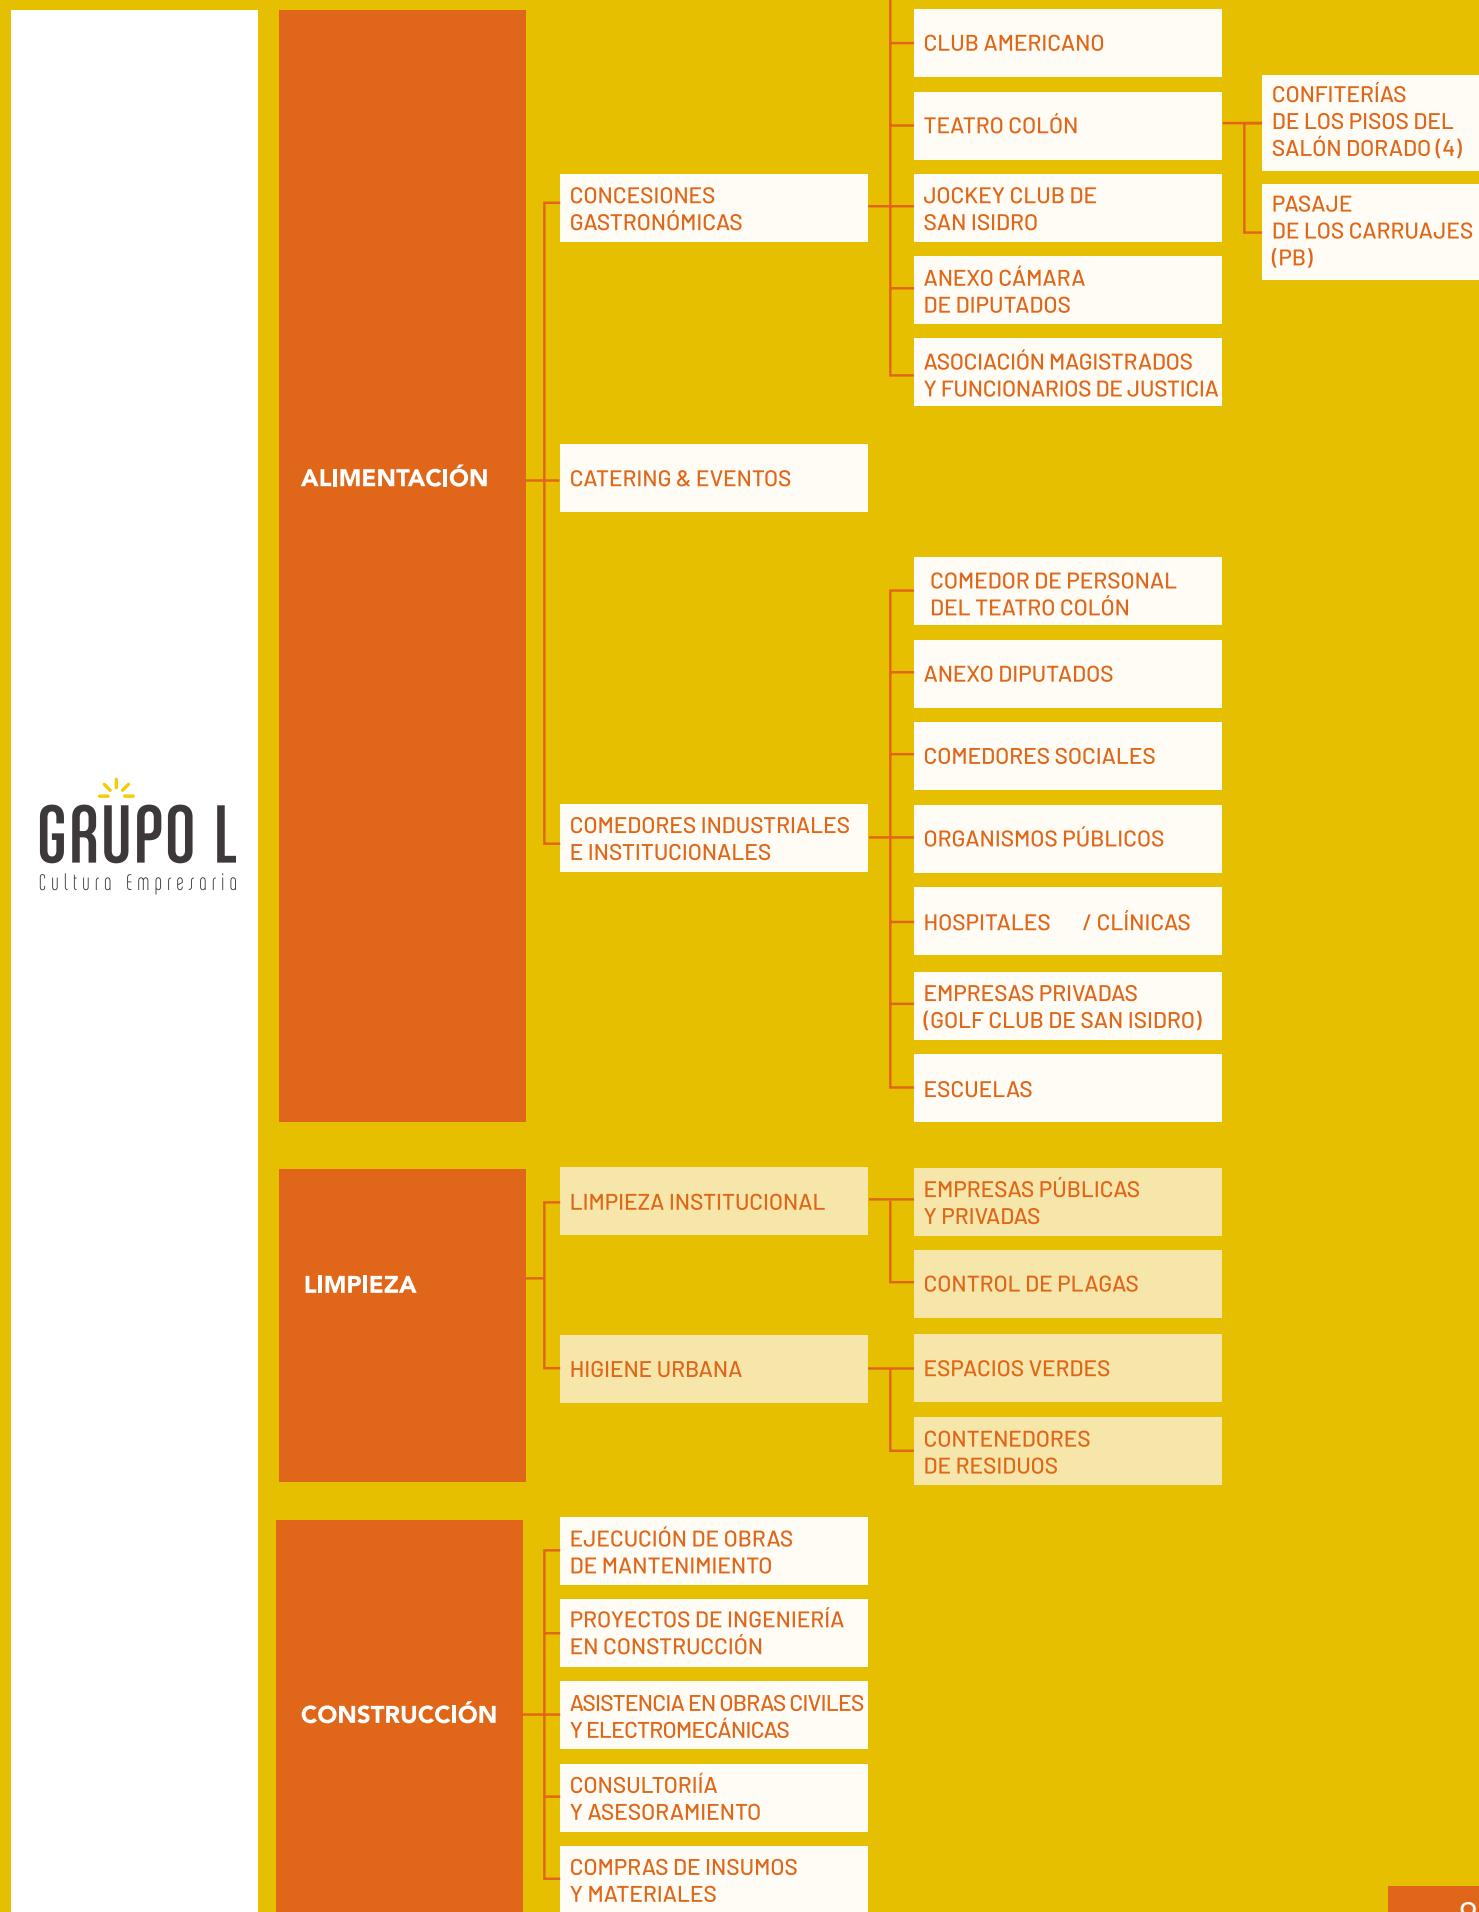 GRUPO L
Cultura Empresaria
ALIMENTACIÓN
CONCESIONES
GASTRONÓMICAS
CLUB AMERICANO
TEATRO COLÓN
CONFITERÍAS
DE LOS PISOS DEL
SALÓN DORADO (4)
PASAJE
DE LOS CARRUAJES
(PB)
JOCKEY CLUB DE
SAN ISIDRO
ANEXO CÁMARA
DE DIPUTADOS
ASOCIACIÓN MAGISTRADOS
Y FUNCIONARIOS DE JUSTICIA
CATERING & EVENTOS
COMEDORES INDUSTRIALES
E INSTITUCIONALES
COMEDOR DE PERSONAL
DEL TEATRO COLÓN
ANEXO DIPUTADOS
COMEDORES SOCIALES
ORGANISMOS PÚBLICOS
HOSPITALES / CLÍNICAS
EMPRESAS PRIVADAS
(GOLF CLUB DE SAN ISIDRO)
ESCUELAS
LIMPIEZA
LIMPIEZA INSTITUCIONAL
EMPRESAS PÚBLICAS
Y PRIVADAS
CONTROL DE PLAGAS
HIGIENE URBANA
ESPACIOS VERDES
CONTENEDORES
DE RESIDUOS
CONSTRUCCIÓN
EJECUCIÓN DE OBRAS
DE MANTENIMIENTO
PROYECTOS DE INGENIERÍA
EN CONSTRUCCIÓN
ASISTENCIA EN OBRAS CIVILES
Y ELECTROMECÁNICAS
CONSULTORIÍA
Y ASESORAMIENTO
COMPRAS DE INSUMOS
Y MATERIALES